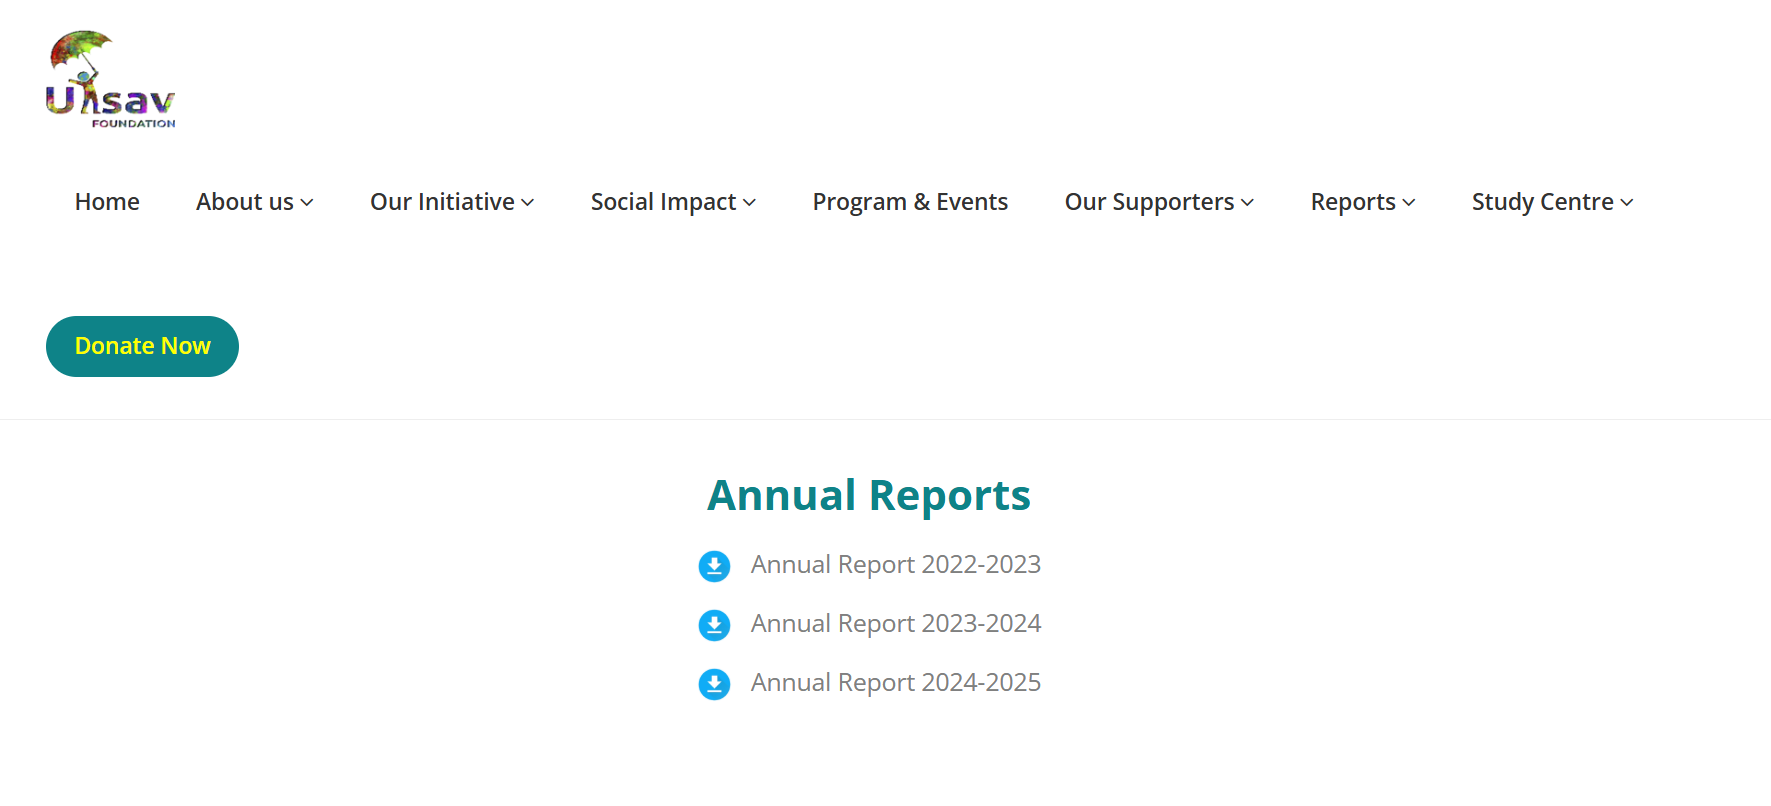 Utsav
FOUNDATION
Home About us Our Initiative Social Impact Program & Events Our Supporters Reports Study Centre
Donate Now
Annual Reports
Annual Report 2022-2023
Annual Report 2023-2024
Annual Report 2024-2025